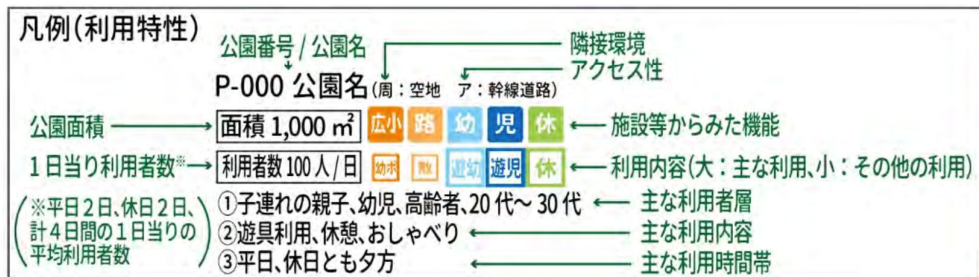 凡例（利用特性）
公園番号 / 公園名
隣接環境
アクセス性
P-000 公園名（周：空地　ア：幹線道路）
公園面積
面積 1,000 ㎡
広小 路 幼 児 休
施設等からみた機能
1日当り利用者数※
利用者数 100 人 / 日
幼ボ 散 遊幼 遊児 休
利用内容（大：主な利用、小：その他の利用）
※平日２日、休日２日、
計４日間の１日当りの
平均利用者数
①子連れの親子、幼児、高齢者、20 代～ 30 代
主な利用者層
②遊具利用、休憩、おしゃべり
主な利用内容
③平日、休日とも夕方
主な利用時間帯